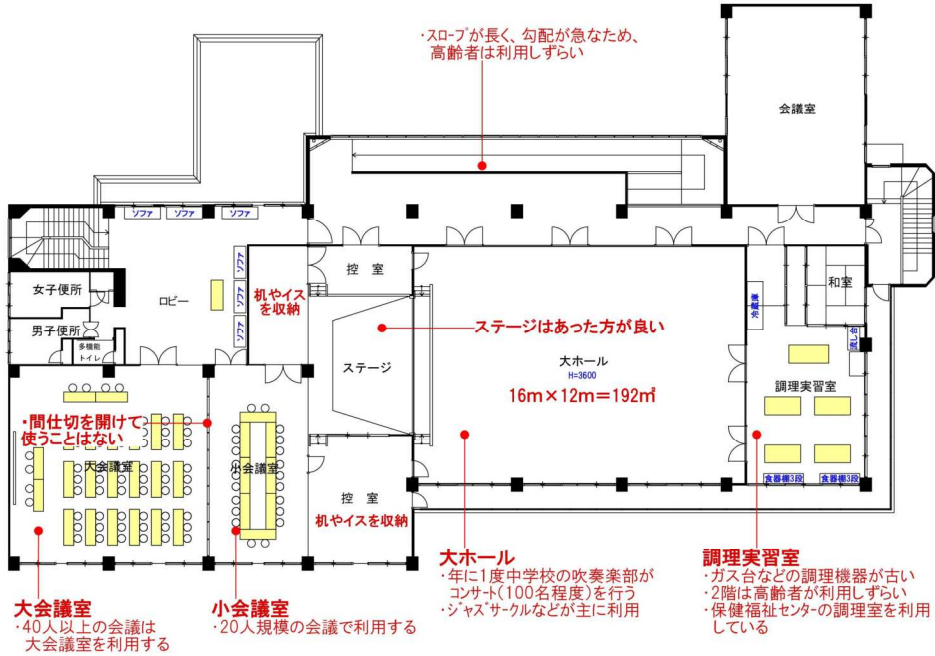 ・スロープが長く、勾配が急なため、
高齢者は利用しずらい
会議室
ソファ
ソファ
ソファ
ソファ
ソファ
ソファ
女子便所
男子便所
多機能
トイレ
ロビー
机やイス
を収納
控 室
ステージ
ステージはあった方が良い
大ホール
H=3600
16m×12m=192㎡
冷蔵庫
和室
流し台
調理実習室
食器棚3段
食器棚3段
・間仕切を開けて
使うことはない
大会議室
小会議室
控 室
机やイスを収納
大会議室
・40人以上の会議は
大会議室を利用する
小会議室
・20人規模の会議で利用する
大ホール
・年に1度中学校の吹奏楽部が
コンサート(100名程度)を行う
・ジャズサークルなどが主に利用
調理実習室
・ガス台などの調理機器が古い
・2階は高齢者が利用しずらい
・保健福祉センターの調理室を利用
している